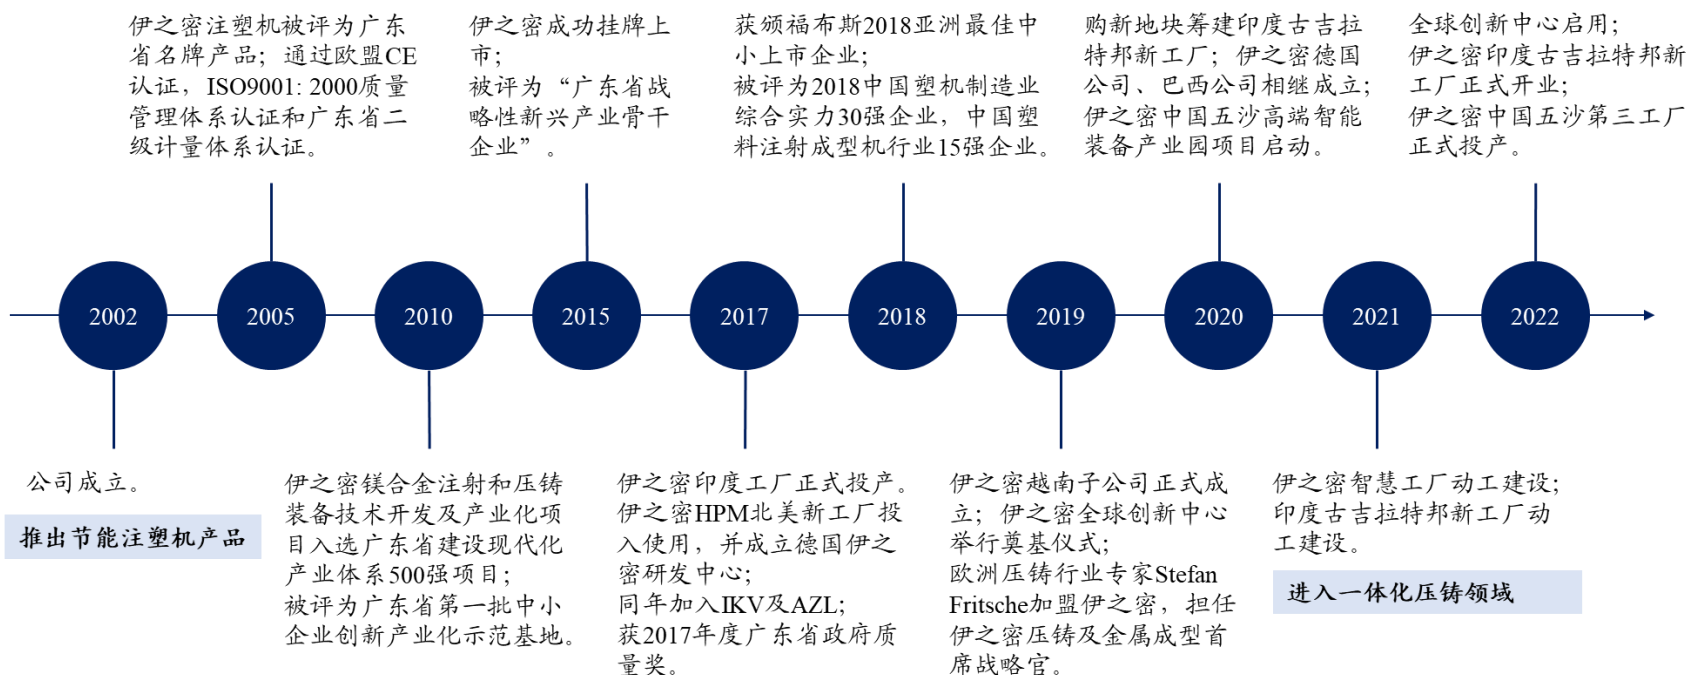 伊之密注塑机被评为广东
省名牌产品；通过欧盟CE
认证，ISO9001: 2000质量
管理体系认证和广东省二
级计量体系认证。
伊之密成功挂牌上
市；
被评为“广东省战
略性新兴产业骨干
企业”。
获颁福布斯2018亚洲最佳中
小上市企业；
被评为2018中国塑机制造业
综合实力30强企业，中国塑
料注射成型机行业15强企业。
购新地块筹建印度古吉拉
特邦新工厂；伊之密德国
公司、巴西公司相继成立；
伊之密中国五沙高端智能
装备产业园项目启动。
全球创新中心启用；
伊之密印度古吉拉特邦新
工厂正式开业；
伊之密中国五沙第三工厂
正式投产。
2002
2005
2010
2015
2017
2018
2019
2020
2021
2022
公司成立。
推出节能注塑机产品
伊之密镁合金注射和压铸
装备技术开发及产业化项
目入选广东省建设现代化
产业体系500强项目；
被评为广东省第一批中小
企业创新产业化示范基地。
伊之密印度工厂正式投产。
伊之密HPM北美新工厂投
入使用，并成立德国伊之
密研发中心；
同年加入IKV及AZL；
获2017年度广东省政府质
量奖。
伊之密越南子公司正式成
立；伊之密全球创新中心
举行奠基仪式；
欧洲压铸行业专家Stefan
Fritsche加盟伊之密，担任
伊之密压铸及金属成型首
席战略官。
伊之密智慧工厂动工建设；
印度古吉拉特邦新工厂动
工建设。
进入一体化压铸领域